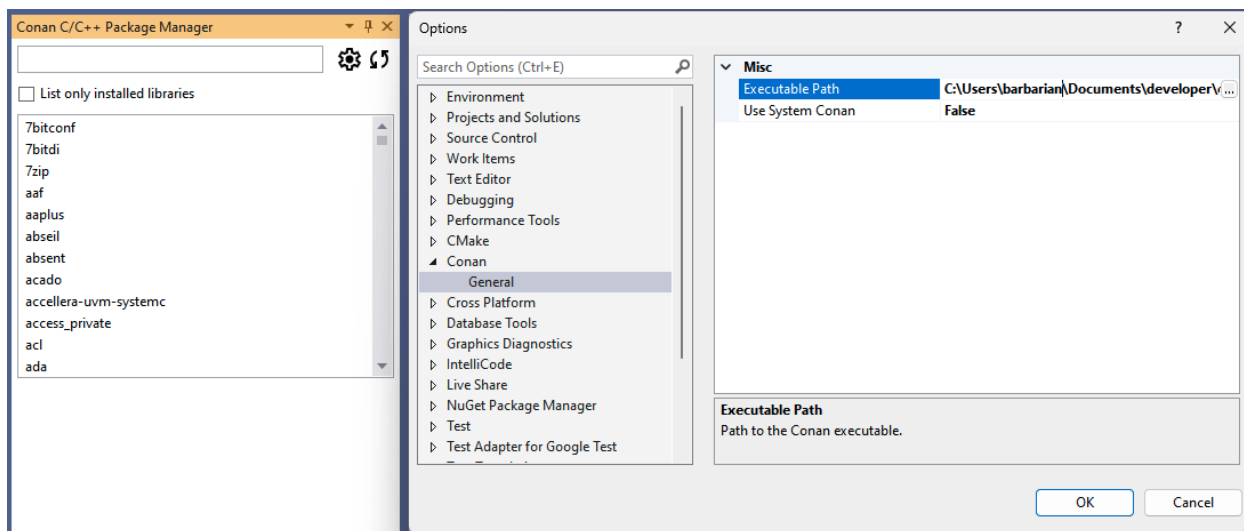 Conan C/C++ Package Manager
List only installed libraries
7bitconf
7bitdi
7zip
aaf
aaplus
abseil
absent
acado
accellera-uvm-systemc
access_private
acl
ada
Options
?
Search Options (Ctrl+E)
Environment
Projects and Solutions
Source Control
Work Items
Text Editor
Debugging
Performance Tools
CMake
Conan
General
Cross Platform
Database Tools
Graphics Diagnostics
IntelliCode
Live Share
NuGet Package Manager
Test
Test Adapter for Google Test
Misc
Executable Path C:\Users\barbarian\Documents\developer\ ...
Use System Conan False
Executable Path
Path to the Conan executable.
OK Cancel